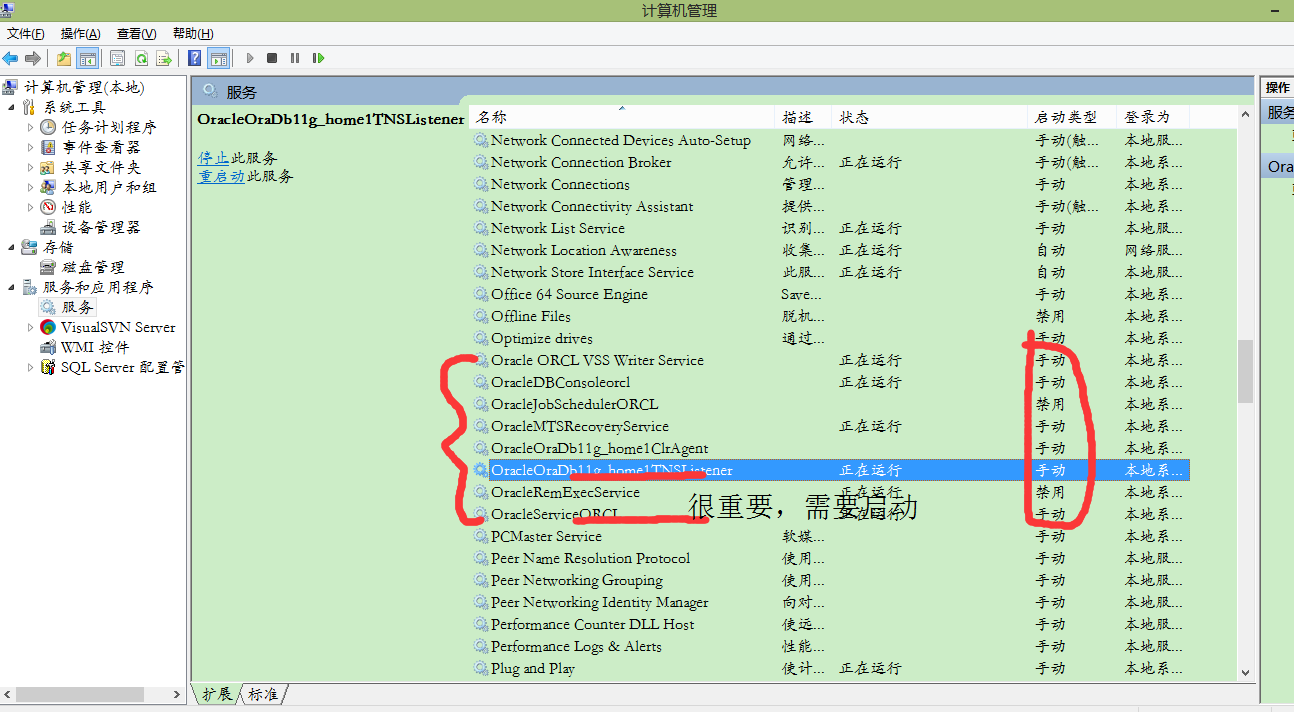 计算机管理
文件(F) 操作(A) 查看(V) 帮助(H)
计算机管理(本地)
系统工具
任务计划程序
事件查看器
共享文件夹
本地用户和组
性能
设备管理器
存储
磁盘管理
服务和应用程序
服务
VisualSVN Server
WMI 控件
SQL Server 配置管
服务
OracleOraDb11g_home1TNSListener
停止此服务
重启动此服务
名称 描述 状态 启动类型 登录为
Network Connected Devices Auto-Setup 网络... 手动(触... 本地服...
Network Connection Broker 允许... 正在运行 手动(触... 本地系...
Network Connections 管理... 手动 本地系...
Network Connectivity Assistant 提供... 手动(触... 本地系...
Network List Service 识别... 正在运行 手动 本地服...
Network Location Awareness 收集... 正在运行 自动 网络服...
Network Store Interface Service 此服... 正在运行 自动 本地服...
Office 64 Source Engine Save... 手动 本地系...
Offline Files 脱机... 禁用 本地系...
Optimize drives 通过... 手动 本地系...
Oracle ORCL VSS Writer Service 正在运行 手动 本地系...
OracleDBConsoleorcl 正在运行 手动 本地系...
OracleJobSchedulerORCL 禁用 本地系...
OracleMTSRecoveryService 正在运行 手动 本地系...
OracleOraDb11g_home1ClrAgent 手动 本地系...
OracleOraDb11g_home1TNSListener 正在运行 手动 本地系...
OracleRemExecService 正在运行 禁用 本地系...
很重要，需要启动
OracleServiceORCL 正在运行 手动 本地系...
PCMaster Service 软媒... 手动 本地系...
Peer Name Resolution Protocol 使用... 手动 本地服...
Peer Networking Grouping 使用... 手动 本地服...
Peer Networking Identity Manager 向对... 手动 本地服...
Performance Counter DLL Host 使远... 手动 本地服...
Performance Logs & Alerts 性能... 手动 本地服...
Plug and Play 使计... 正在运行 手动 本地系...
扩展 标准
操作
服务
Ora